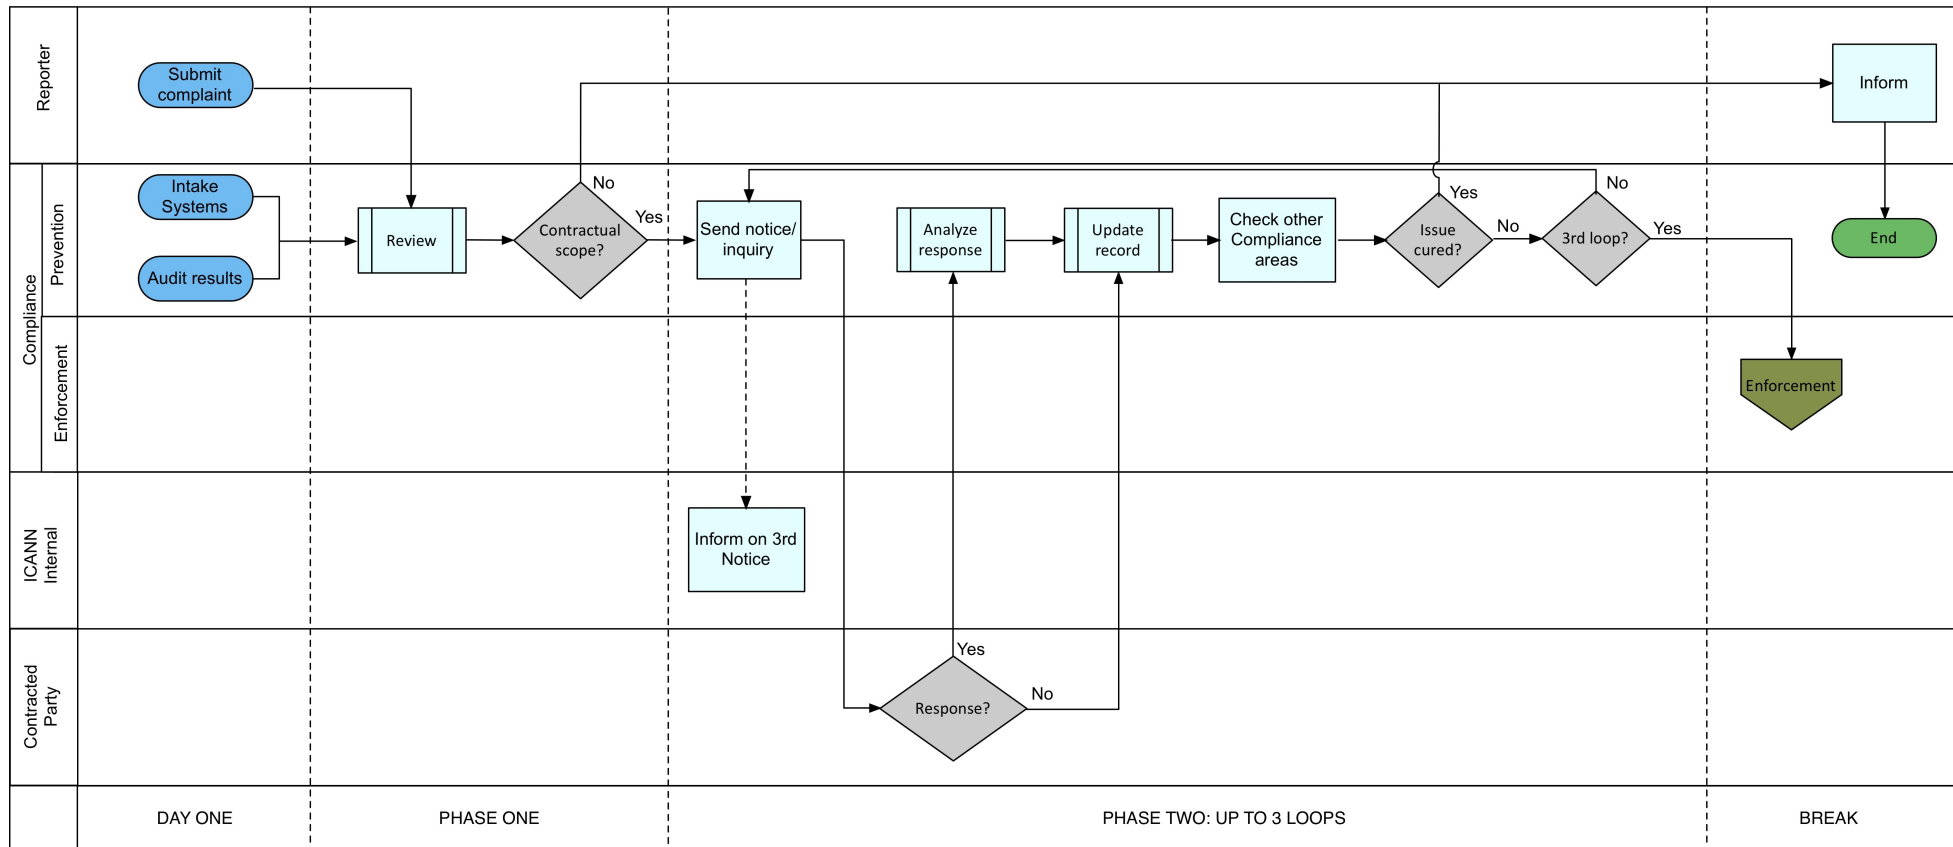 Reporter
Submit
complaint
Inform
Compliance
Prevention
Intake
Systems
Audit results
Review
Contractual
scope?
No
Yes
Send notice/
inquiry
Analyze
response
Update
record
Check other
Compliance
areas
Issue
cured?
Yes
No
3rd loop?
No
Yes
End
Enforcement
Enforcement
ICANN
Internal
Inform on 3rd
Notice
Contracted
Party
Response?
Yes
No
DAY ONE
PHASE ONE
PHASE TWO: UP TO 3 LOOPS
BREAK